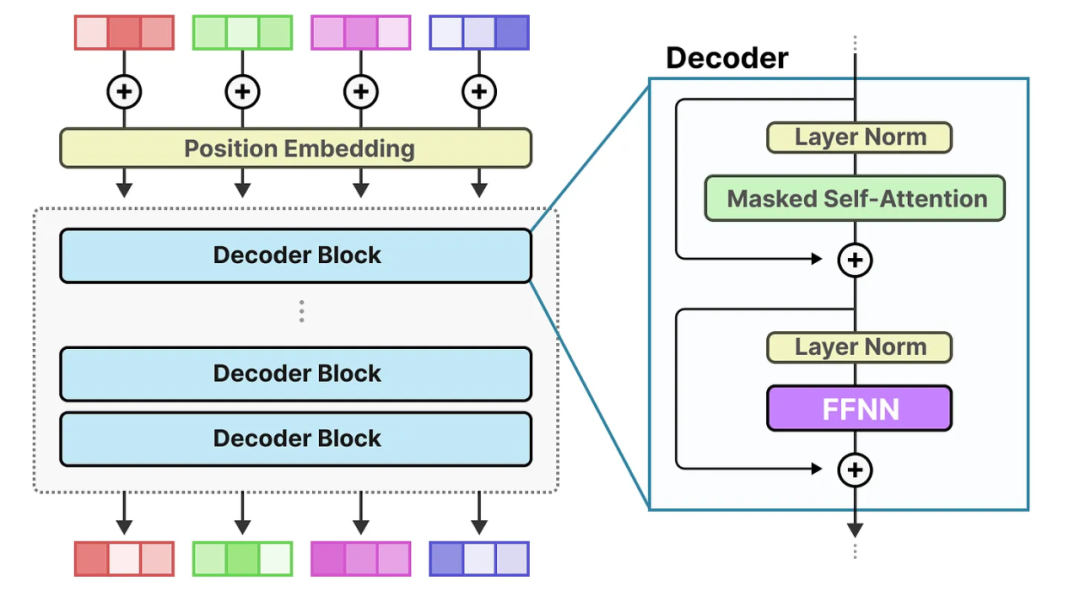 Position Embedding
Decoder Block
Decoder Block
Decoder Block
Decoder
Layer Norm
Masked Self-Attention
Layer Norm
FFNN